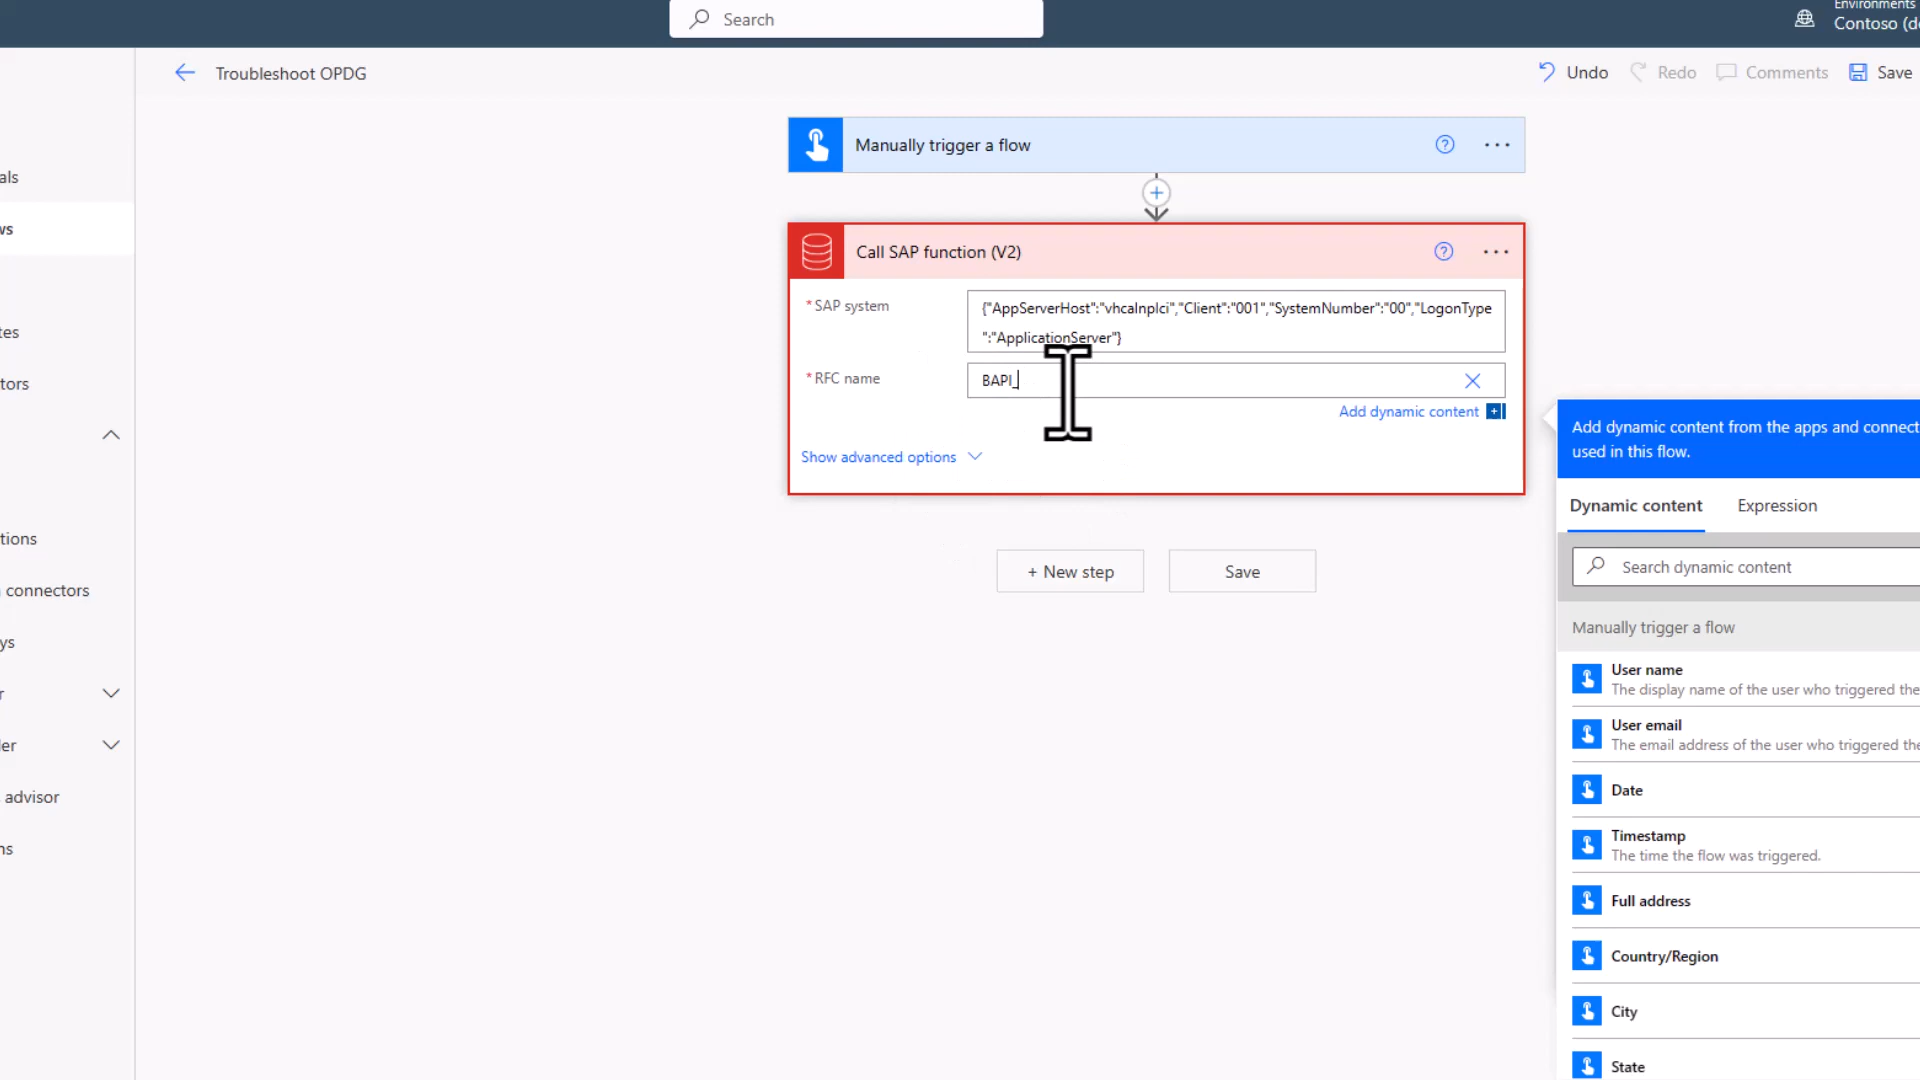 Search
Environments
Contoso (d
Troubleshoot OPDG
Undo
Redo
Comments
Save
Manually trigger a flow
als
ws
Call SAP function (V2)
* SAP system
{"AppServerHost":"vhcalnplci","Client":"001","SystemNumber":"00","LogonType
":"ApplicationServer"}
tes
* RFC name
BAPI_
tors
Add dynamic content
Show advanced options
Add dynamic content from the apps and connect
used in this flow.
Dynamic content
Expression
tions
+ New step
Save
Search dynamic content
connectors
ys
Manually trigger a flow
User name
The display name of the user who triggered the
r
User email
The email address of the user who triggered the
ler
Date
advisor
Timestamp
The time the flow was triggered.
ns
Full address
Country/Region
City
State